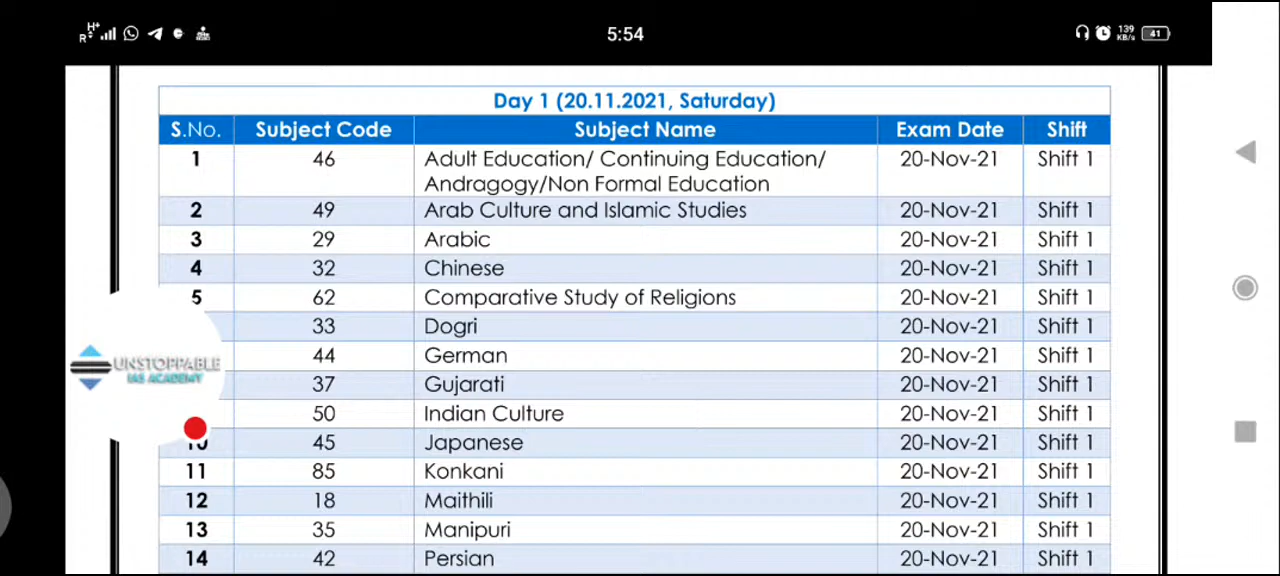 R H+ 5:54 139 KB/s 41
Day 1 (20.11.2021, Saturday)
S.No. Subject Code Subject Name Exam Date Shift
1 46 Adult Education/ Continuing Education/ 20-Nov-21 Shift 1
Andragogy/Non Formal Education
2 49 Arab Culture and Islamic Studies 20-Nov-21 Shift 1
3 29 Arabic 20-Nov-21 Shift 1
4 32 Chinese 20-Nov-21 Shift 1
5 62 Comparative Study of Religions 20-Nov-21 Shift 1
33 Dogri 20-Nov-21 Shift 1
44 German 20-Nov-21 Shift 1
UNSTOPPABLE
IAS ACADEMY
37 Gujarati 20-Nov-21 Shift 1
50 Indian Culture 20-Nov-21 Shift 1
10 45 Japanese 20-Nov-21 Shift 1
11 85 Konkani 20-Nov-21 Shift 1
12 18 Maithili 20-Nov-21 Shift 1
13 35 Manipuri 20-Nov-21 Shift 1
14 42 Persian 20-Nov-21 Shift 1